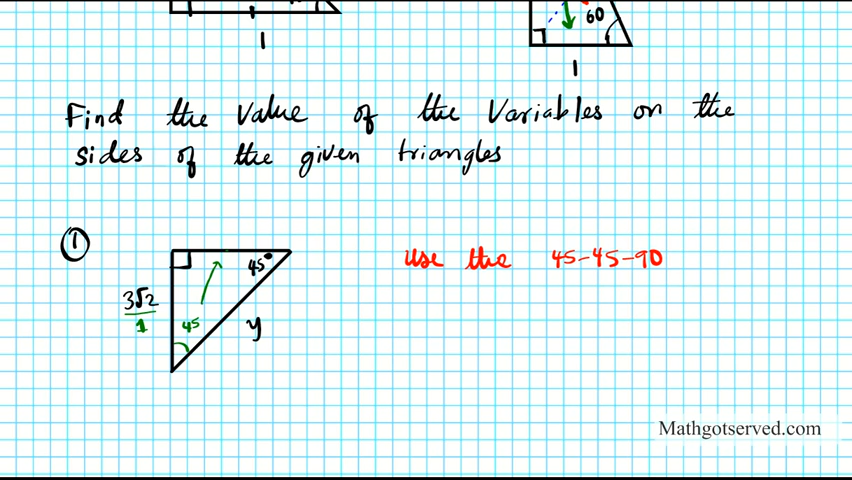 60
1
1
Find the Value of the Variables on the
sides of the given triangles
1
45°
Use the 45-45-90
3√2
1
45
y
Mathgotserved.com